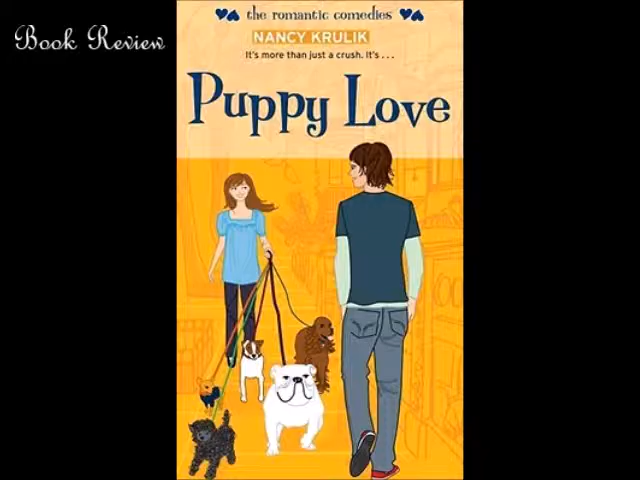 Book Review
the romantic comedies
NANCY KRULIK
It's more than just a crush. It's . . .
Puppy Love